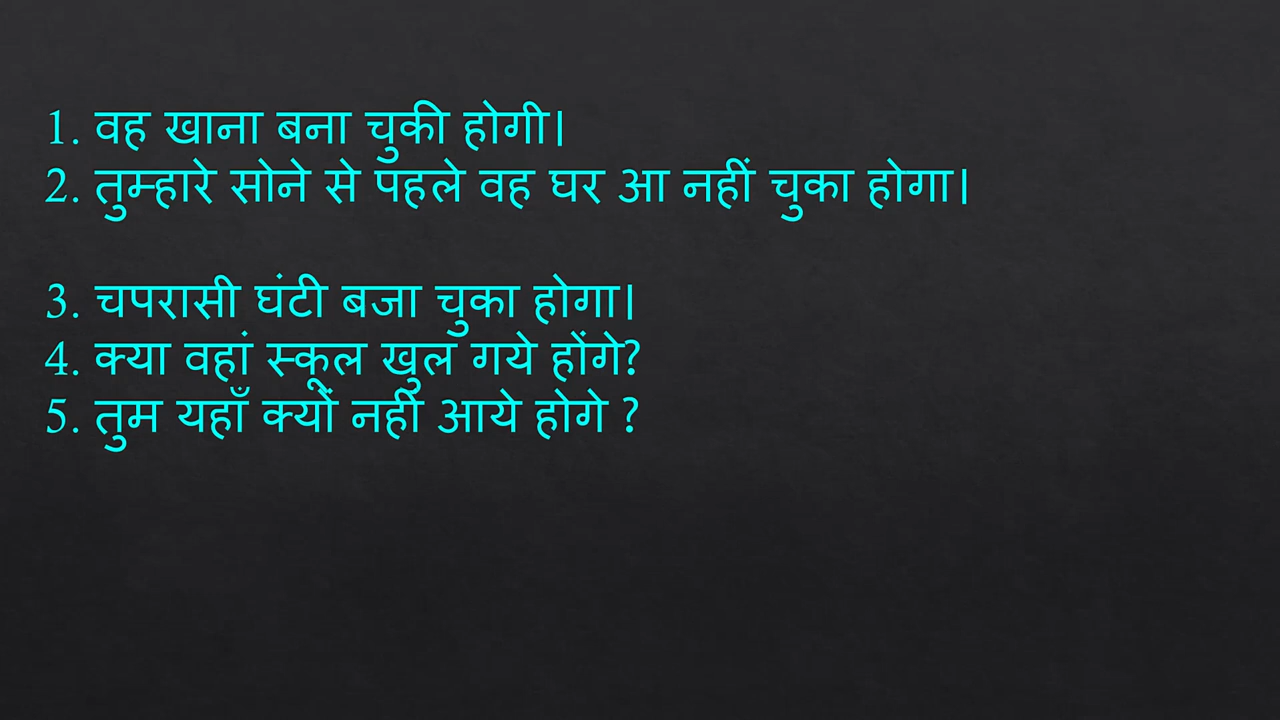 1. वह खाना बना चुकी होगी।
2. तुम्हारे सोने से पहले वह घर आ नहीं चुका होगा।
3. चपरासी घंटी बजा चुका होगा।
4. क्या वहां स्कूल खुल गये होंगे?
5. तुम यहाँ क्यों नही आये होगे ?